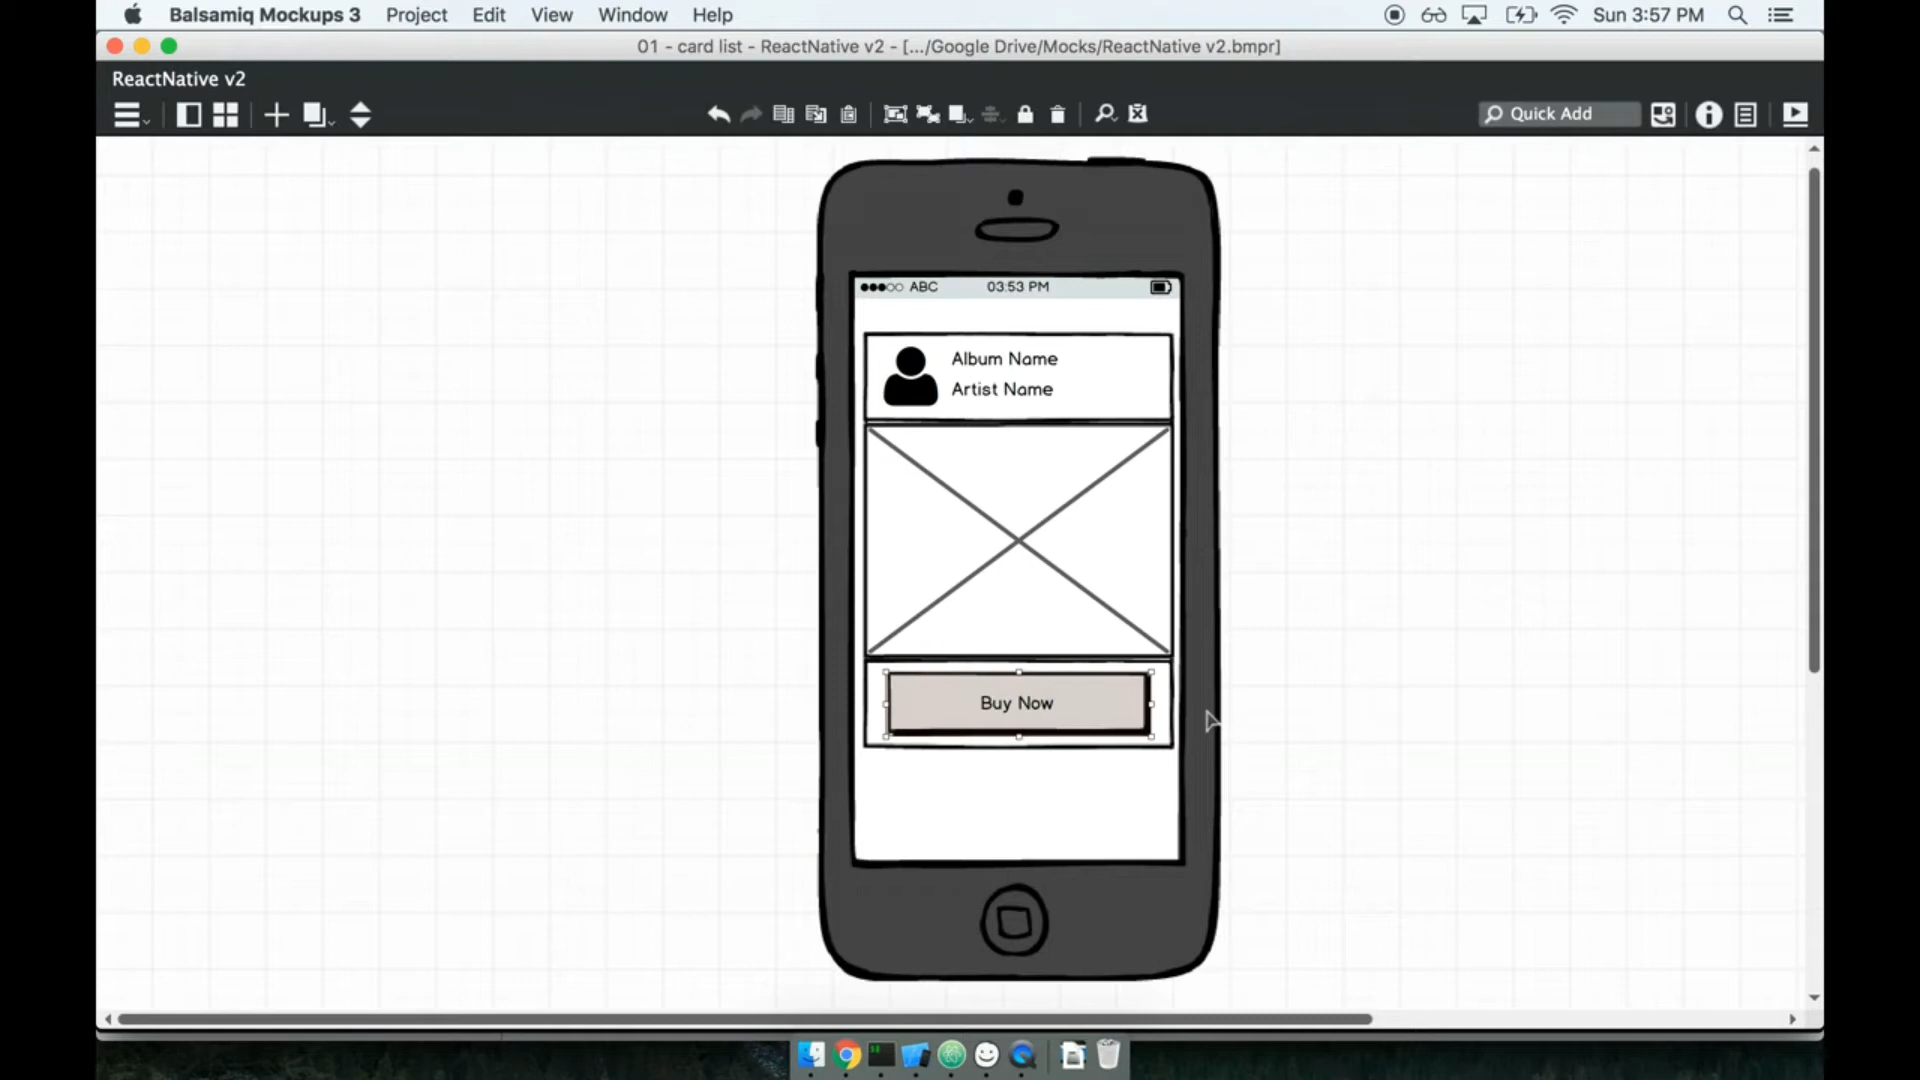 Balsamiq Mockups 3 Project Edit View Window Help Sun 3:57 PM
01 - card list - ReactNative v2 - [.../Google Drive/Mocks/ReactNative v2.bmpr]
ReactNative v2
Quick Add
ABC 03:53 PM
Album Name
Artist Name
Buy Now